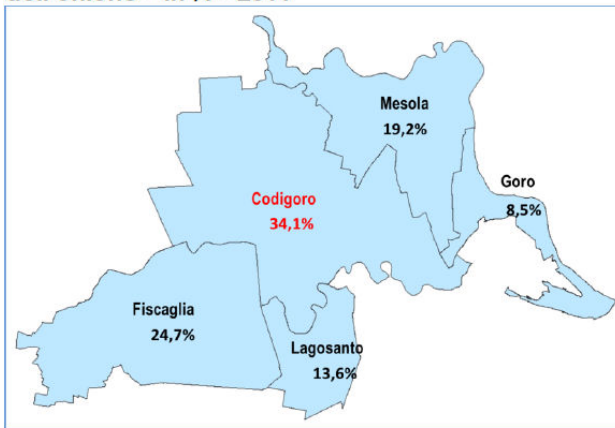 Mesola
19,2%
Goro
8,5%
Codigoro
34,1%
Fiscaglia
24,7%
Lagosanto
13,6%